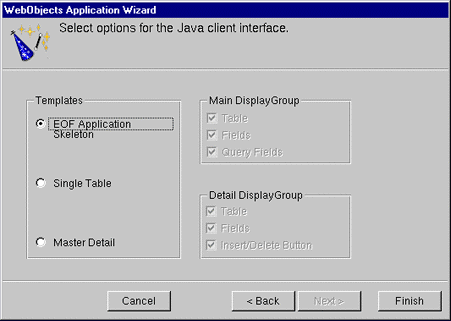 WebObjects Application Wizard
Select options for the Java client interface.
Templates
EOF Application
Skeleton
Single Table
Master Detail
Main DisplayGroup
Table
Fields
Query Fields
Detail DisplayGroup
Table
Fields
Insert/Delete Button
Cancel
< Back
Next >
Finish